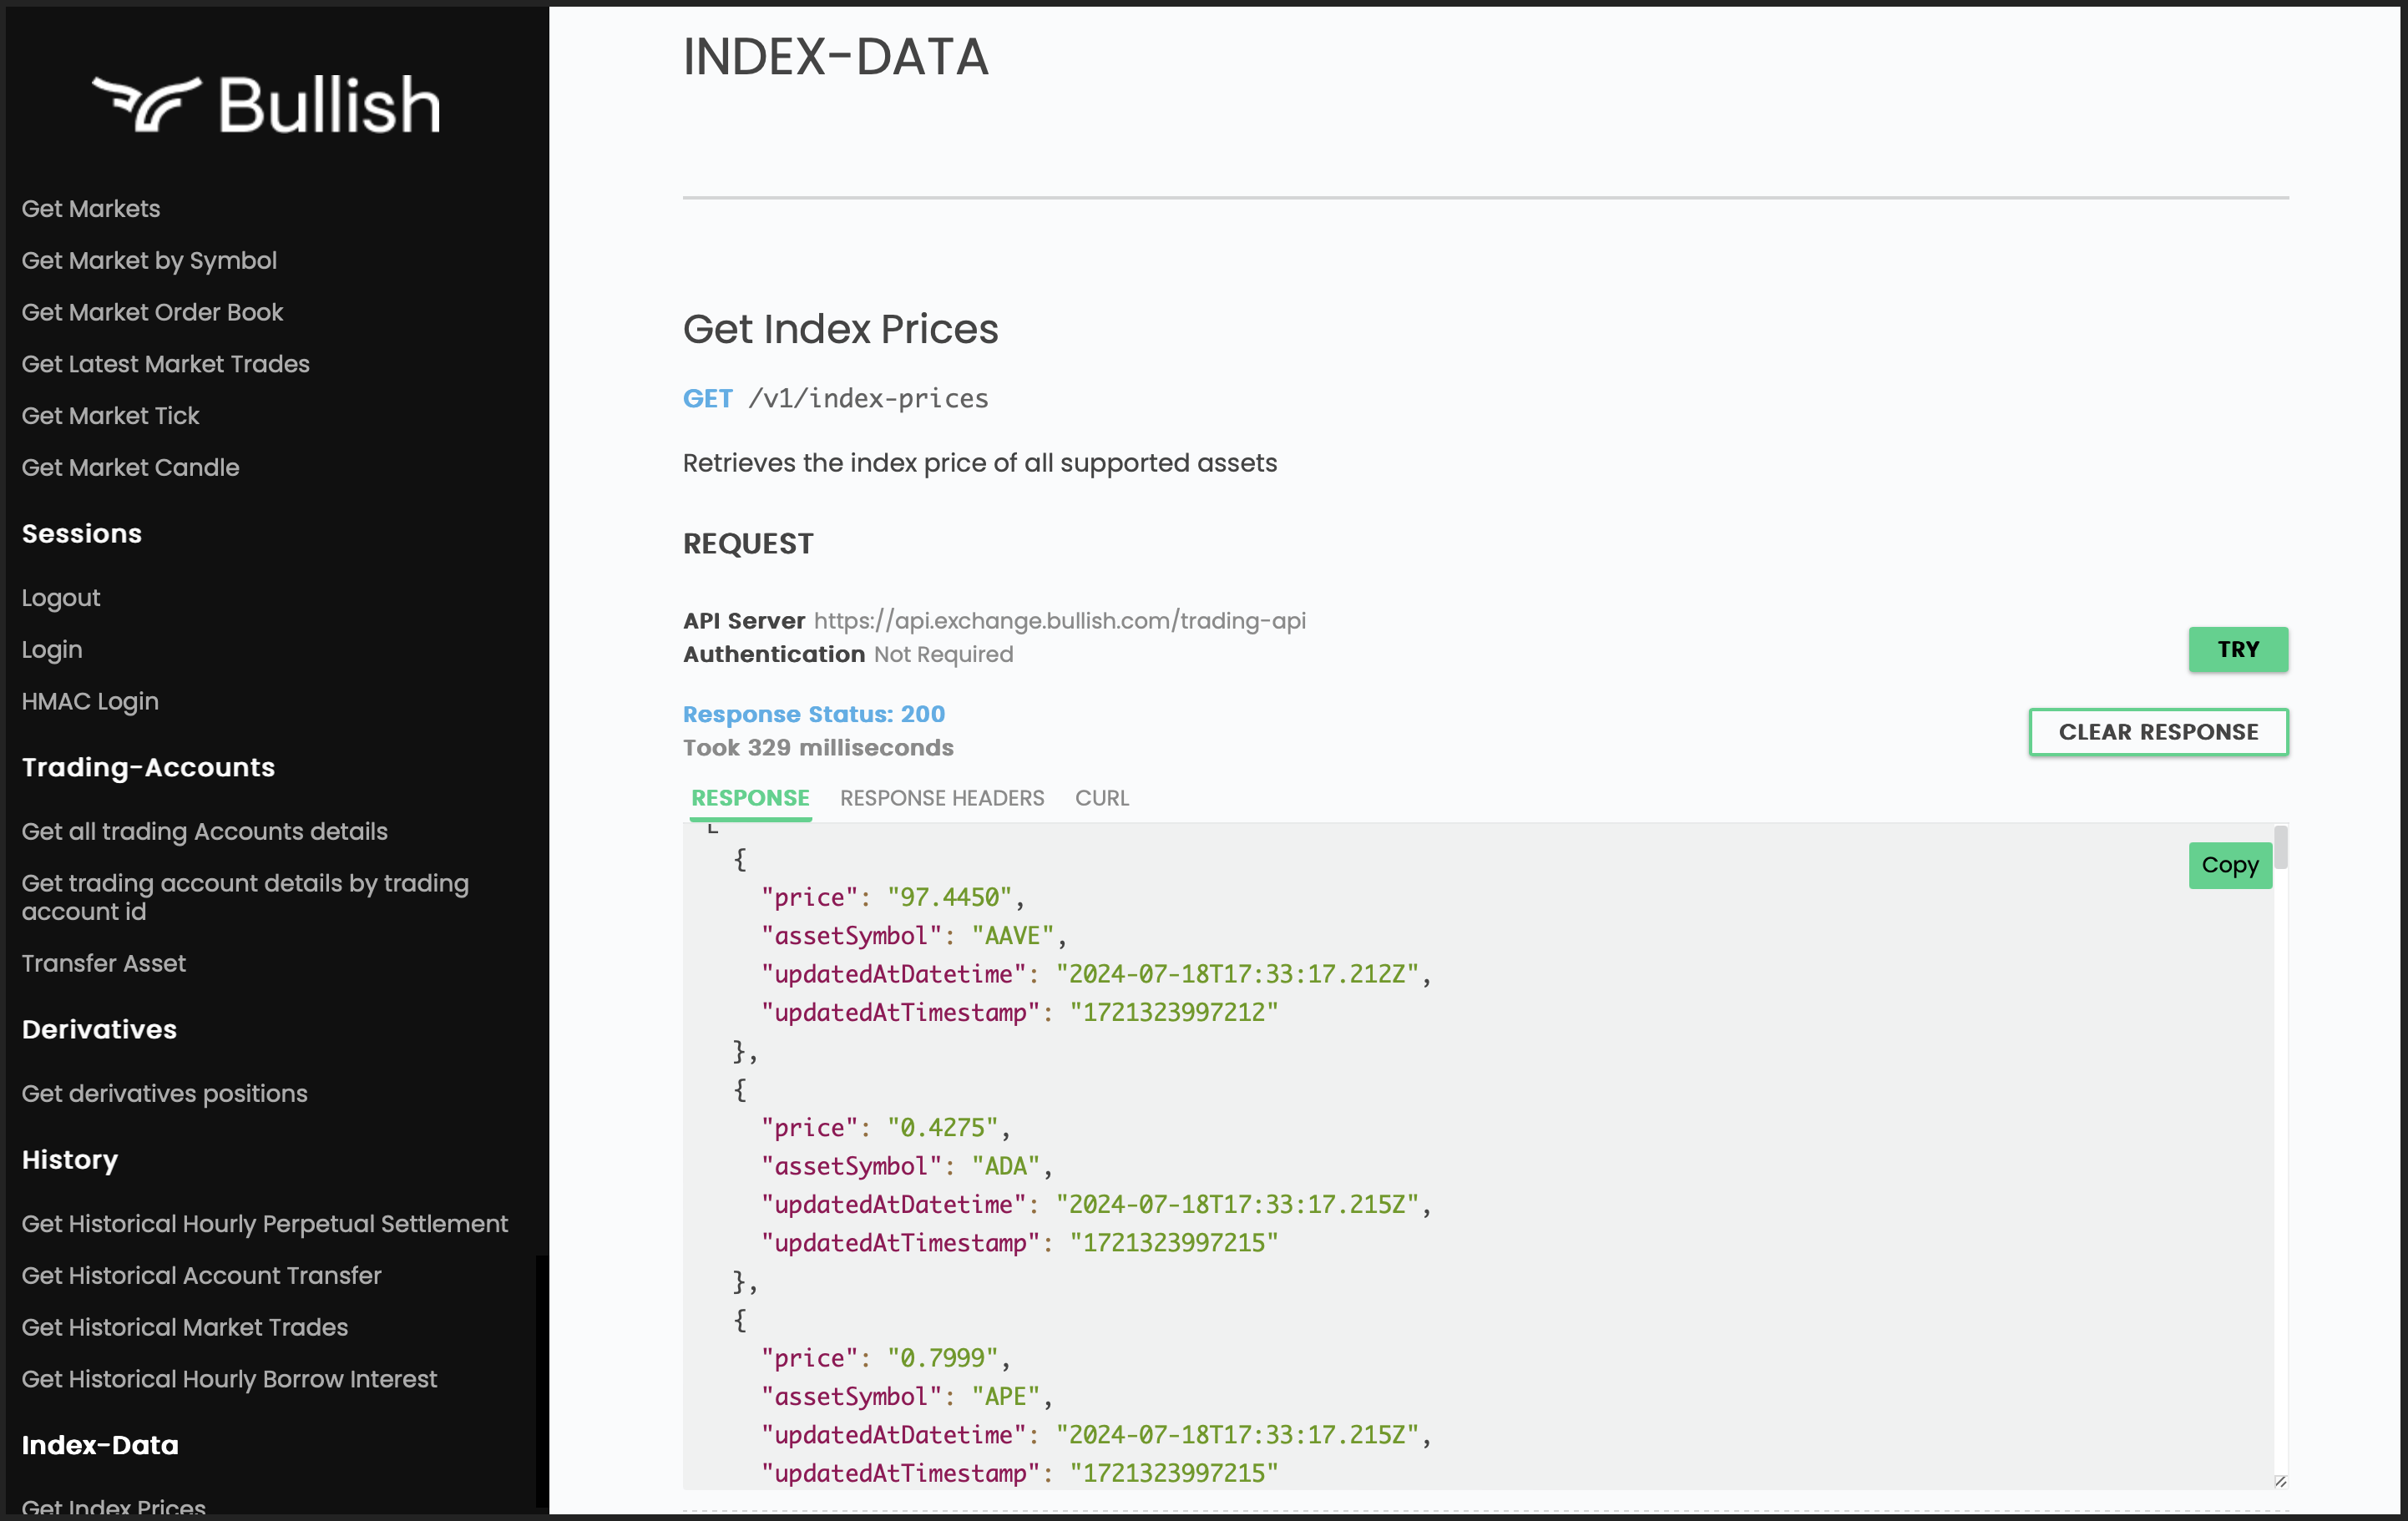 Bullish
Get Markets
Get Market by Symbol
Get Market Order Book
Get Latest Market Trades
Get Market Tick
Get Market Candle
Sessions
Logout
Login
HMAC Login
Trading-Accounts
Get all trading Accounts details
Get trading account details by trading
account id
Transfer Asset
Derivatives
Get derivatives positions
History
Get Historical Hourly Perpetual Settlement
Get Historical Account Transfer
Get Historical Market Trades
Get Historical Hourly Borrow Interest
Index-Data
Get Index Prices
INDEX-DATA
Get Index Prices
GET /v1/index-prices
Retrieves the index price of all supported assets
REQUEST
API Server https://api.exchange.bullish.com/trading-api
Authentication Not Required
TRY
Response Status: 200
Took 329 milliseconds
CLEAR RESPONSE
RESPONSE RESPONSE HEADERS CURL
[
Copy
{
"price": "97.4450",
"assetSymbol": "AAVE",
"updatedAtDatetime": "2024-07-18T17:33:17.212Z",
"updatedAtTimestamp": "1721323997212"
},
{
"price": "0.4275",
"assetSymbol": "ADA",
"updatedAtDatetime": "2024-07-18T17:33:17.215Z",
"updatedAtTimestamp": "1721323997215"
},
{
"price": "0.7999",
"assetSymbol": "APE",
"updatedAtDatetime": "2024-07-18T17:33:17.215Z",
"updatedAtTimestamp": "1721323997215"